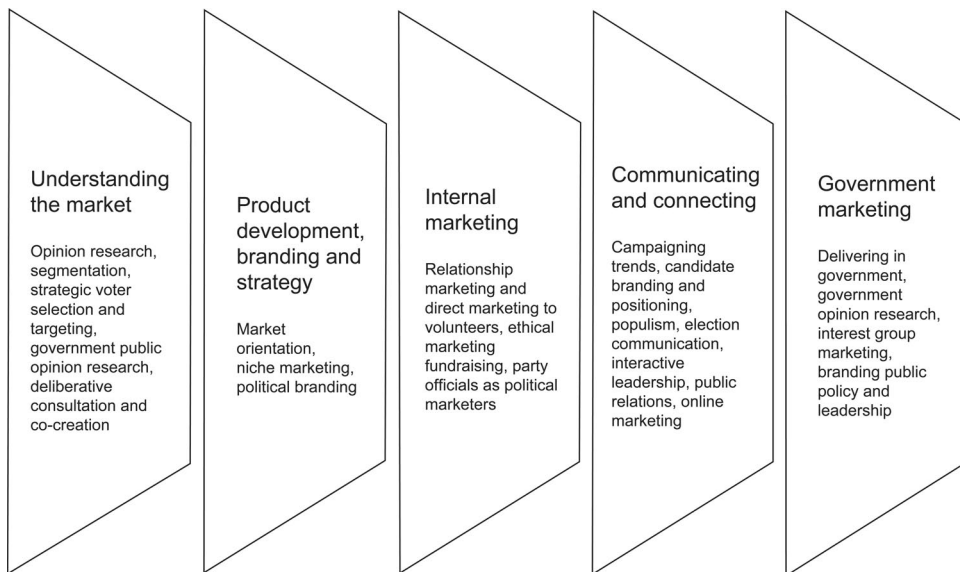 Understanding
the market
Opinion research,
segmentation,
strategic voter
selection and
targeting,
government public
opinion research,
deliberative
consultation and
co-creation
Product
development,
branding and
strategy
Market
orientation,
niche marketing,
political branding
Internal
marketing
Relationship
marketing and
direct marketing to
volunteers, ethical
marketing
fundraising, party
officials as political
marketers
Communicating
and connecting
Campaigning
trends, candidate
branding and
positioning,
populism, election
communication,
interactive
leadership, public
relations, online
marketing
Government
marketing
Delivering in
government,
government
opinion research,
interest group
marketing,
branding public
policy and
leadership